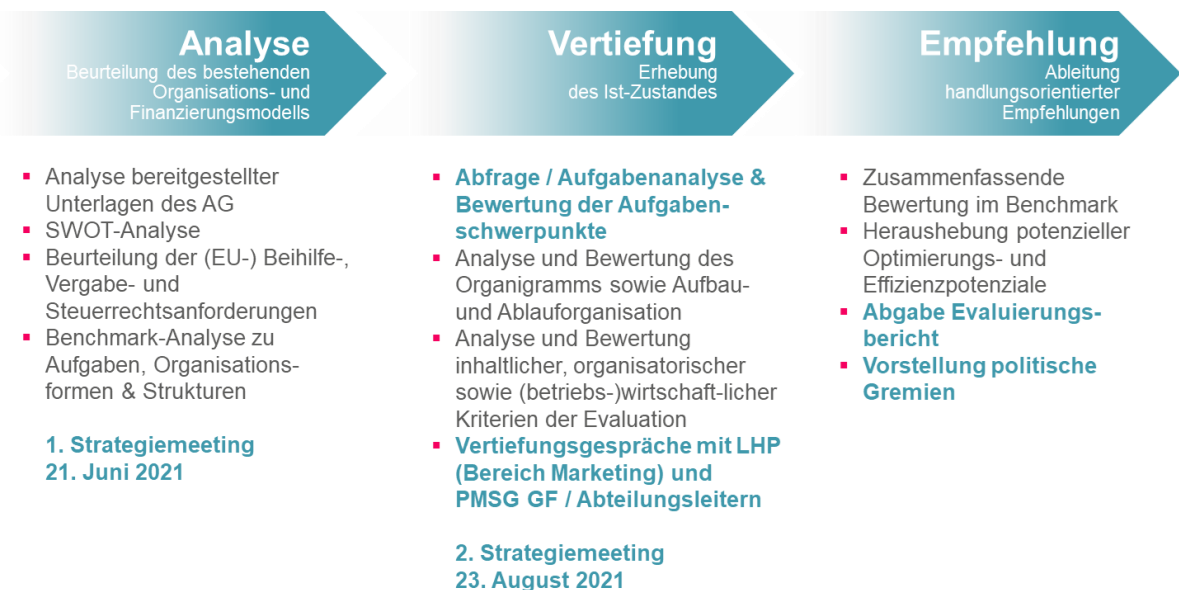 Analyse
Beurteilung des bestehenden
Organisations- und
Finanzierungsmodells
▪ Analyse bereitgestellter
Unterlagen des AG
▪ SWOT-Analyse
▪ Beurteilung der (EU-) Beihilfe-,
Vergabe- und
Steuerrechtsanforderungen
▪ Benchmark-Analyse zu
Aufgaben, Organisations-
formen & Strukturen
1. Strategiemeeting
21. Juni 2021
Vertiefung
Erhebung
des Ist-Zustandes
▪ Abfrage / Aufgabenanalyse &
Bewertung der Aufgaben-
schwerpunkte
▪ Analyse und Bewertung des
Organigramms sowie Aufbau-
und Ablauforganisation
▪ Analyse und Bewertung
inhaltlicher, organisatorischer
sowie (betriebs-)wirtschaft-licher
Kriterien der Evaluation
▪ Vertiefungsgespräche mit LHP
(Bereich Marketing) und
PMSG GF / Abteilungsleitern
2. Strategiemeeting
23. August 2021
Empfehlung
Ableitung
handlungsorientierter
Empfehlungen
▪ Zusammenfassende
Bewertung im Benchmark
▪ Heraushebung potenzieller
Optimierungs- und
Effizienzpotenziale
▪ Abgabe Evaluierungs-
bericht
▪ Vorstellung politische
Gremien